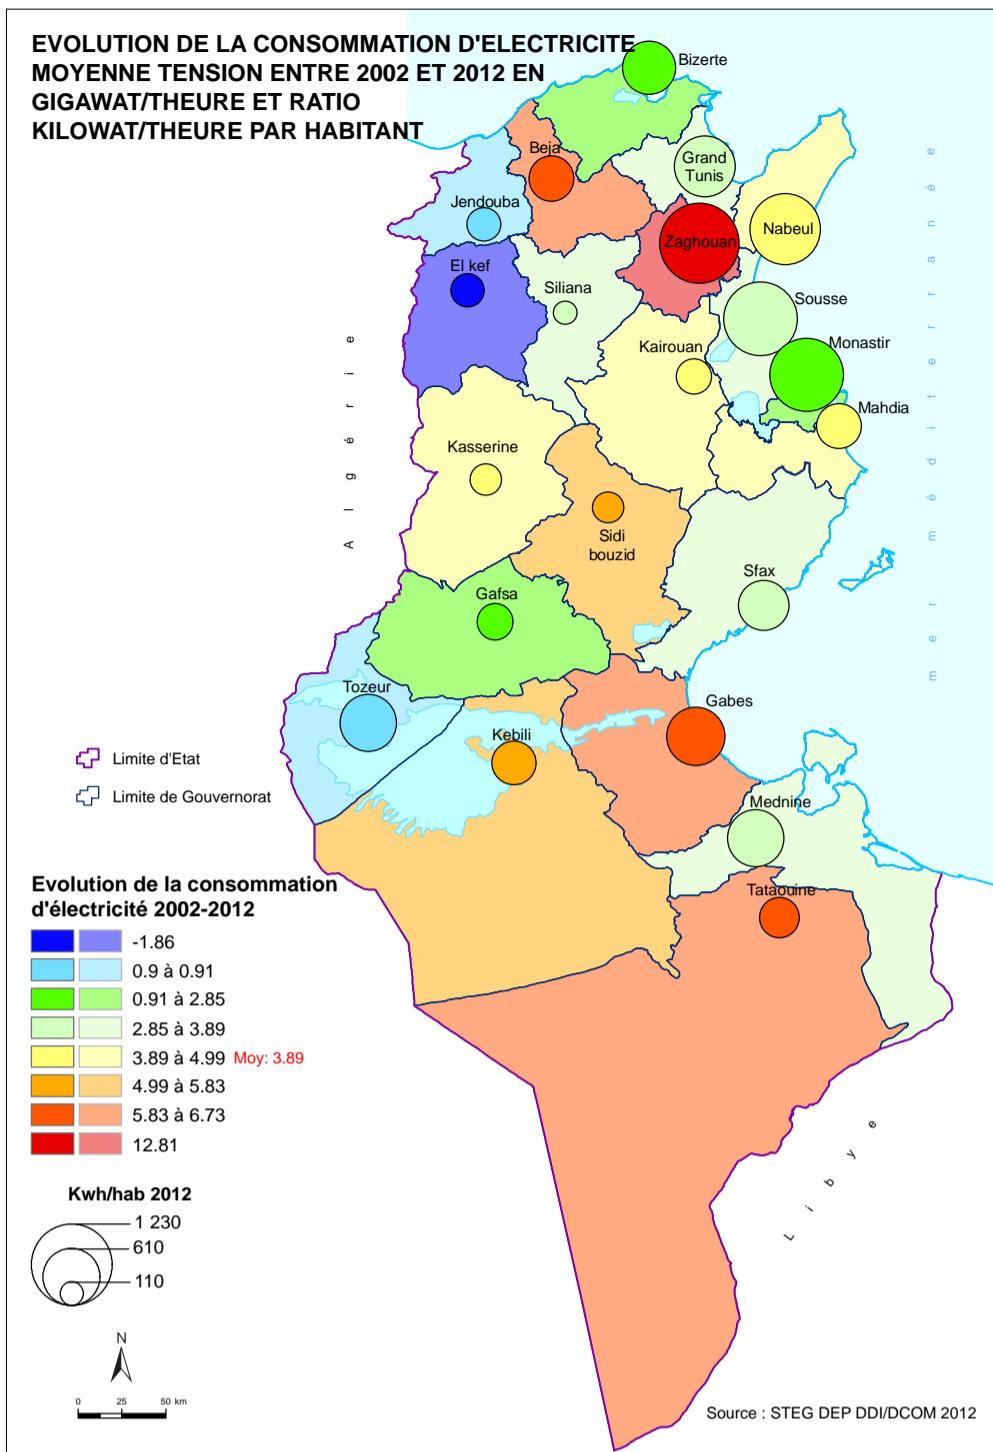 EVOLUTION DE LA CONSOMMATION D'ELECTRICITE
MOYENNE TENSION ENTRE 2002 ET 2012 EN
GIGAWAT/THEURE ET RATIO
KILOWAT/THEURE PAR HABITANT
Bizerte
Beja
Grand
Tunis
Jendouba
Zaghouan
Nabeul
El kef
Siliana
Sousse
Monastir
Kairouan
Mahdia
Kasserine
Sidi
bouzid
Sfax
Gafsa
Tozeur
Gabes
Kebili
Mednine
Tataouine
Algérie
mer méditerranée
Libye
Limite d'Etat
Limite de Gouvernorat
Evolution de la consommation
d'électricité 2002-2012
-1.86
0.9 à 0.91
0.91 à 2.85
2.85 à 3.89
3.89 à 4.99 Moy: 3.89
4.99 à 5.83
5.83 à 6.73
12.81
Kwh/hab 2012
1 230
610
110
N
0 25 50 km
Source : STEG DEP DDI/DCOM 2012